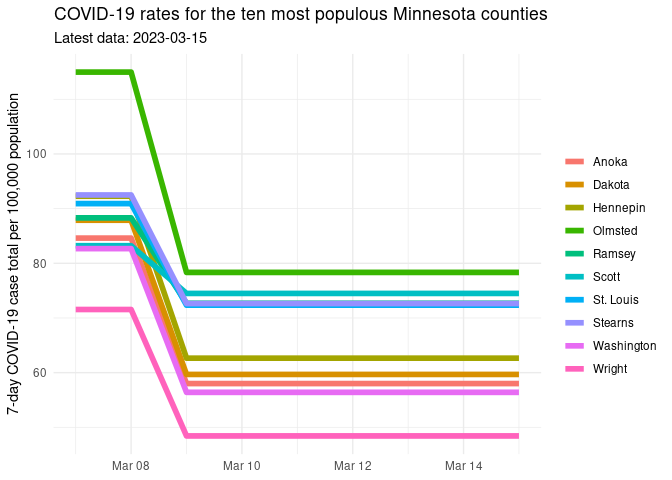 COVID-19 rates for the ten most populous Minnesota counties
Latest data: 2023-03-15
7-day COVID-19 case total per 100,000 population
100
80
60
Mar 08
Mar 10
Mar 12
Mar 14
Anoka
Dakota
Hennepin
Olmsted
Ramsey
Scott
St. Louis
Stearns
Washington
Wright